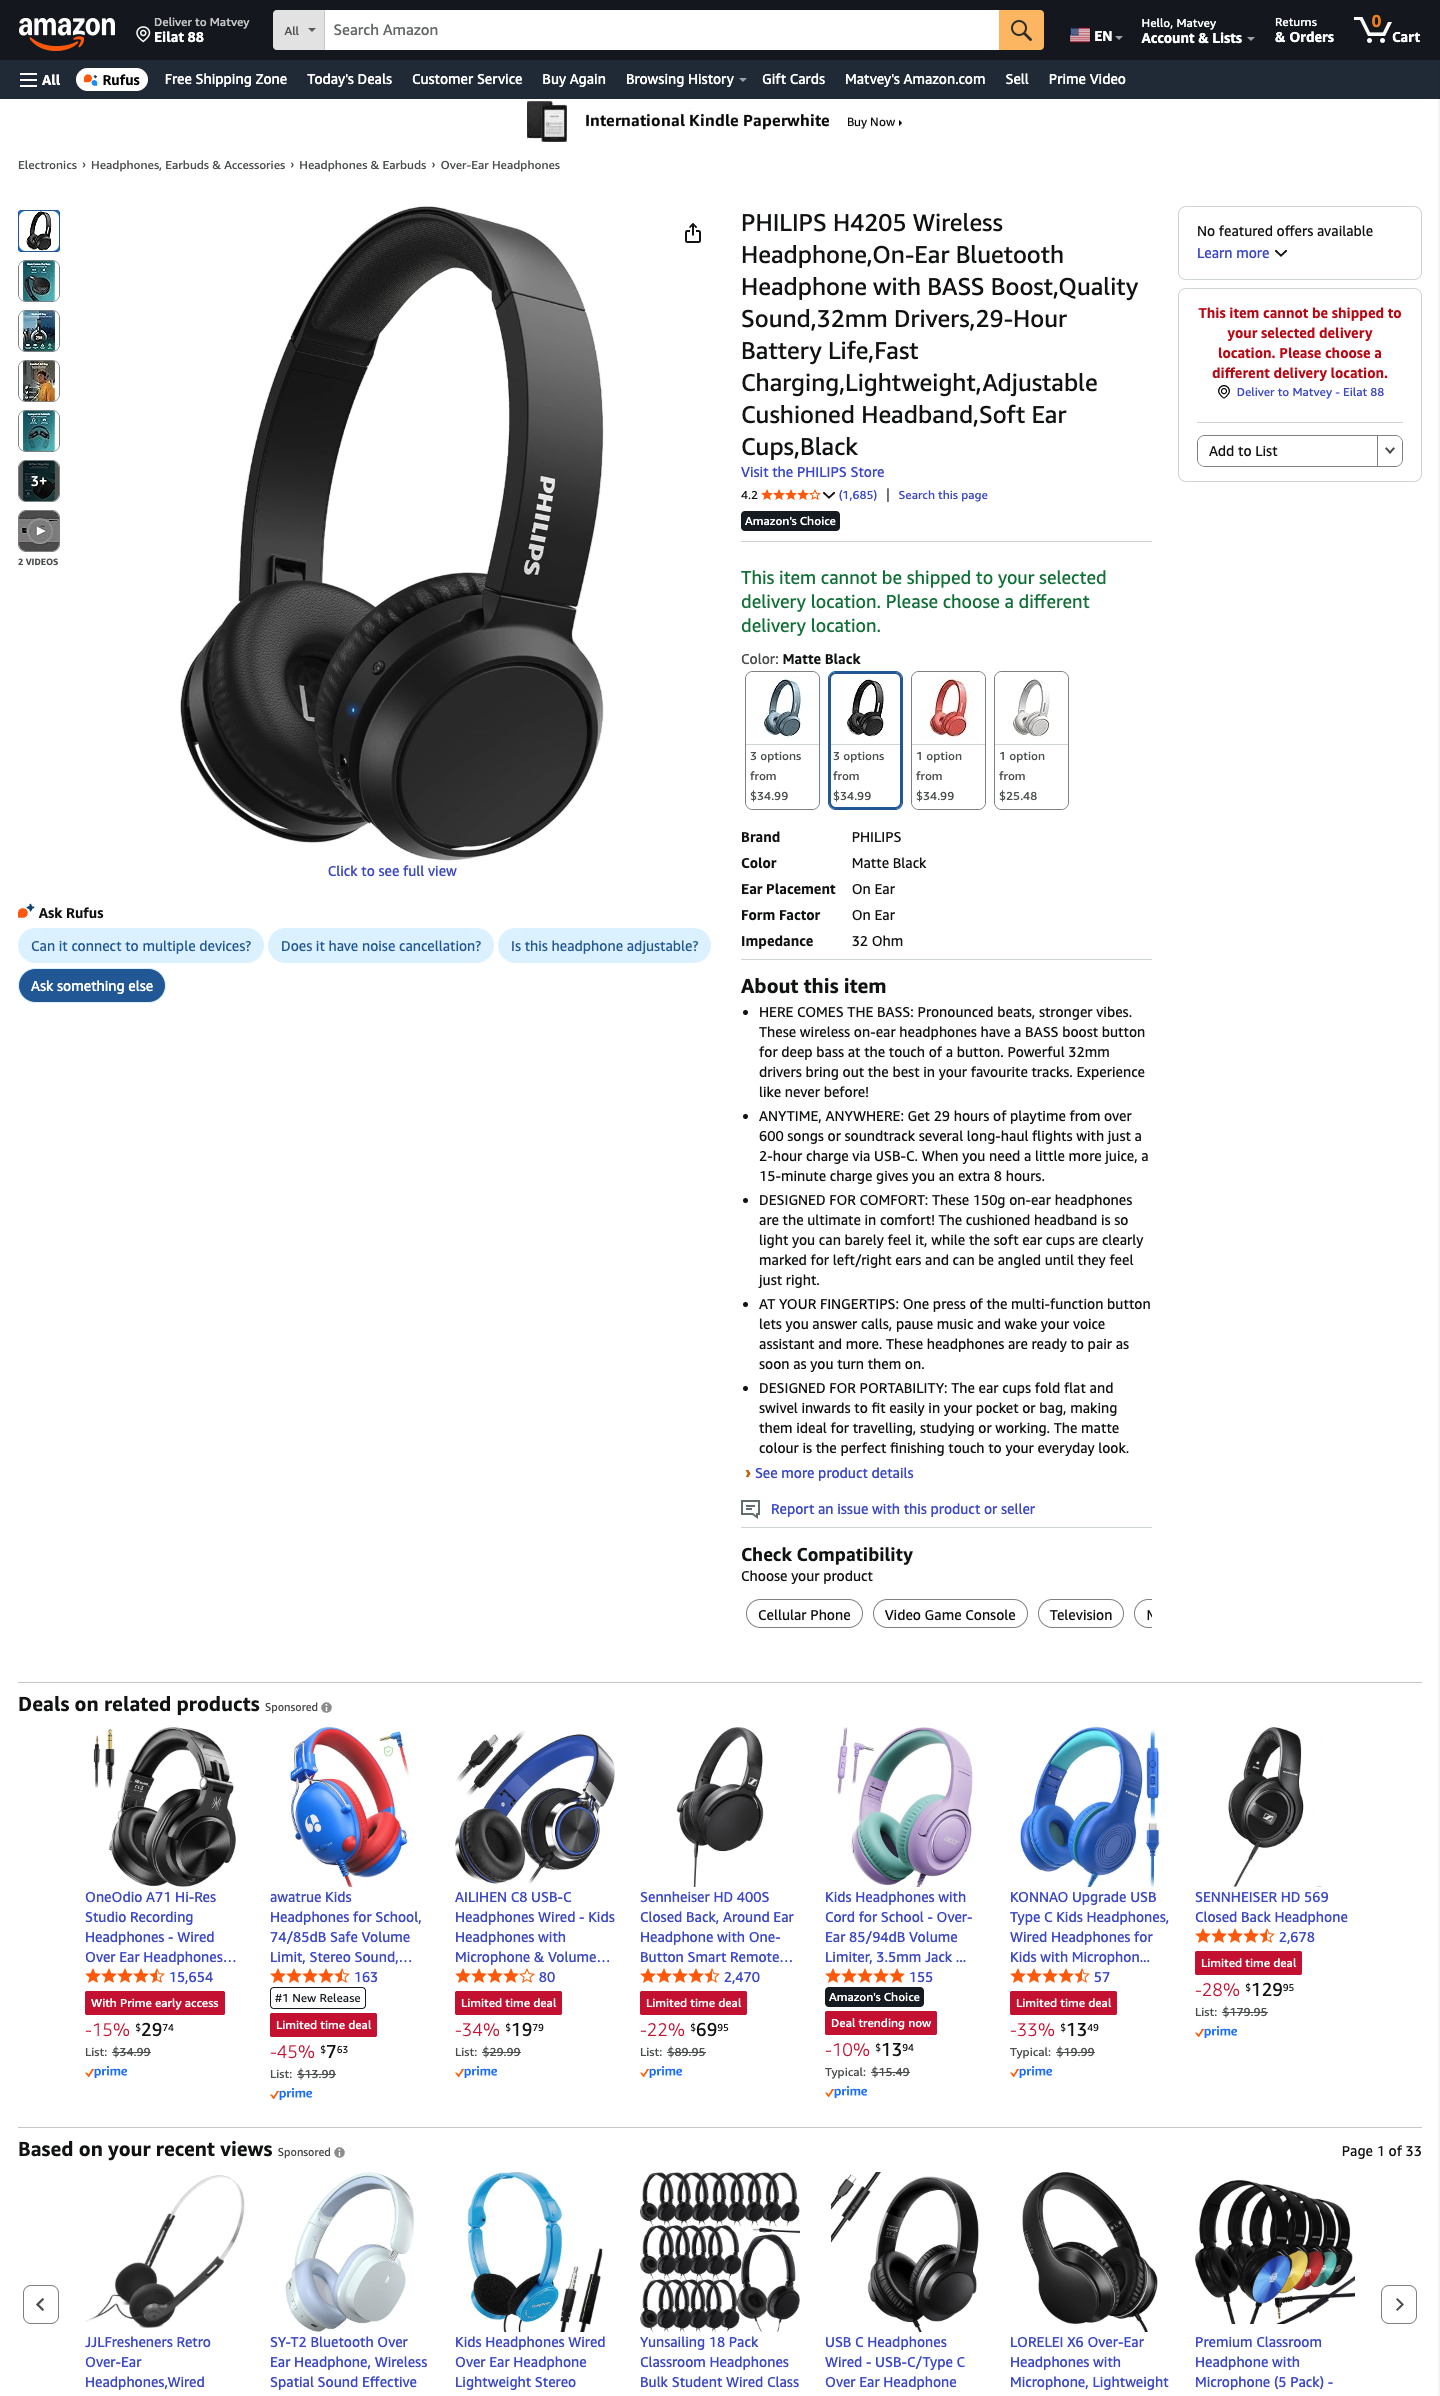 amazon
Deliver to Matvey
Eilat 88
All
Search Amazon
EN
Hello, Matvey
Account & Lists
Returns
& Orders
0
Cart
All
Rufus
Free Shipping Zone
Today's Deals
Customer Service
Buy Again
Browsing History
Gift Cards
Matvey's Amazon.com
Sell
Prime Video
International Kindle Paperwhite
Buy Now
Electronics › Headphones, Earbuds & Accessories › Headphones & Earbuds › Over-Ear Headphones
3+
2 VIDEOS
PHILIPS
Click to see full view
Ask Rufus
Can it connect to multiple devices?
Does it have noise cancellation?
Is this headphone adjustable?
Ask something else
PHILIPS H4205 Wireless
Headphone,On-Ear Bluetooth
Headphone with BASS Boost,Quality
Sound,32mm Drivers,29-Hour
Battery Life,Fast
Charging,Lightweight,Adjustable
Cushioned Headband,Soft Ear
Cups,Black
Visit the PHILIPS Store
4.2 (1,685) | Search this page
Amazon's Choice
This item cannot be shipped to your selected
delivery location. Please choose a different
delivery location.
Color: Matte Black
3 options
from
$34.99
3 options
from
$34.99
1 option
from
$34.99
1 option
from
$25.48
Brand PHILIPS
Color Matte Black
Ear Placement On Ear
Form Factor On Ear
Impedance 32 Ohm
About this item
• HERE COMES THE BASS: Pronounced beats, stronger vibes.
These wireless on-ear headphones have a BASS boost button
for deep bass at the touch of a button. Powerful 32mm
drivers bring out the best in your favourite tracks. Experience
like never before!
• ANYTIME, ANYWHERE: Get 29 hours of playtime from over
600 songs or soundtrack several long-haul flights with just a
2-hour charge via USB-C. When you need a little more juice, a
15-minute charge gives you an extra 8 hours.
• DESIGNED FOR COMFORT: These 150g on-ear headphones
are the ultimate in comfort! The cushioned headband is so
light you can barely feel it, while the soft ear cups are clearly
marked for left/right ears and can be angled until they feel
just right.
• AT YOUR FINGERTIPS: One press of the multi-function button
lets you answer calls, pause music and wake your voice
assistant and more. These headphones are ready to pair as
soon as you turn them on.
• DESIGNED FOR PORTABILITY: The ear cups fold flat and
swivel inwards to fit easily in your pocket or bag, making
them ideal for travelling, studying or working. The matte
colour is the perfect finishing touch to your everyday look.
› See more product details
Report an issue with this product or seller
Check Compatibility
Choose your product
Cellular Phone
Video Game Console
Television
No featured offers available
Learn more
This item cannot be shipped to
your selected delivery
location. Please choose a
different delivery location.
Deliver to Matvey - Eilat 88
Add to List
Deals on related products Sponsored
OneOdio A71 Hi-Res
Studio Recording
Headphones - Wired
Over Ear Headphones…
15,654
With Prime early access
-15% $29.74
List: $34.99
prime
awatrue Kids
Headphones for School,
74/85dB Safe Volume
Limit, Stereo Sound,…
163
#1 New Release
Limited time deal
-45% $7.63
List: $13.99
prime
AILIHEN C8 USB-C
Headphones Wired - Kids
Headphones with
Microphone & Volume…
80
Limited time deal
-34% $19.79
List: $29.99
prime
Sennheiser HD 400S
Closed Back, Around Ear
Headphone with One-
Button Smart Remote…
2,470
Limited time deal
-22% $69.95
List: $89.95
prime
Kids Headphones with
Cord for School - Over-
Ear 85/94dB Volume
Limiter, 3.5mm Jack ...
155
Amazon's Choice
Deal trending now
-10% $13.94
Typical: $15.49
prime
KONNAO Upgrade USB
Type C Kids Headphones,
Wired Headphones for
Kids with Microphon...
57
Limited time deal
-33% $13.49
Typical: $19.99
prime
SENNHEISER HD 569
Closed Back Headphone
2,678
Limited time deal
-28% $129.95
List: $179.95
prime
Based on your recent views Sponsored
Page 1 of 33
JJLFresheners Retro
Over-Ear
Headphones,Wired
SY-T2 Bluetooth Over
Ear Headphone, Wireless
Spatial Sound Effective
Kids Headphones Wired
Over Ear Headphone
Lightweight Stereo
Yunsailing 18 Pack
Classroom Headphones
Bulk Student Wired Class
USB C Headphones
Wired - USB-C/Type C
Over Ear Headphone
LORELEI X6 Over-Ear
Headphones with
Microphone, Lightweight
Premium Classroom
Headphone with
Microphone (5 Pack) -